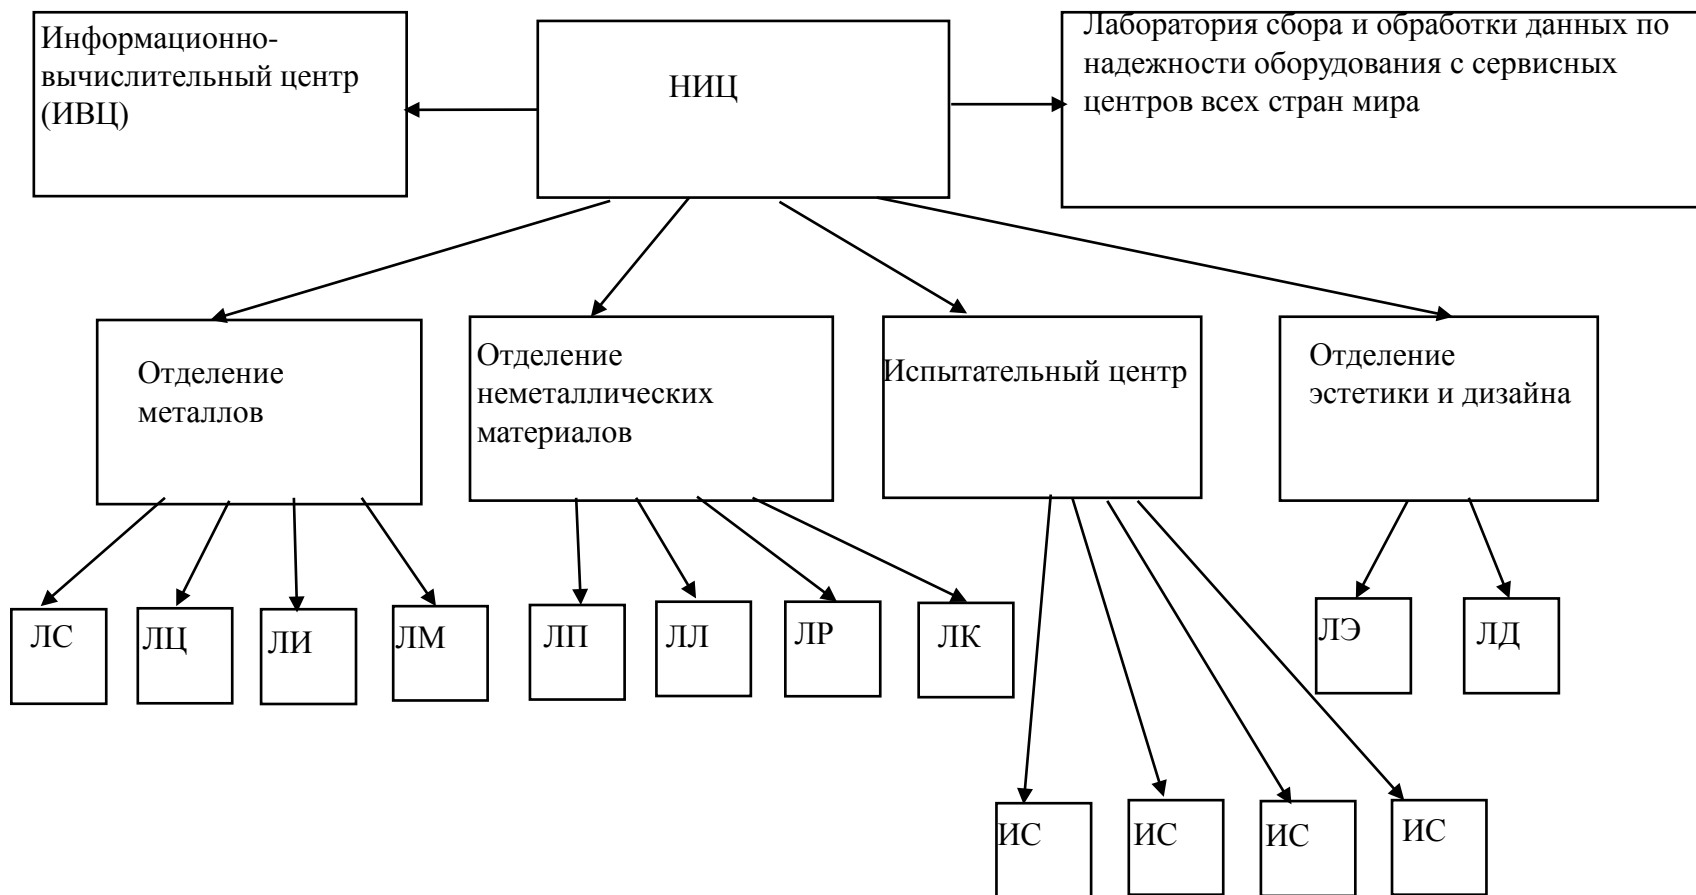 Информационно-
вычислительный центр
(ИВЦ)
НИЦ
Лаборатория сбора и обработки данных по
надежности оборудования с сервисных
центров всех стран мира
Отделение
металлов
Отделение
неметаллических
материалов
Испытательный центр
Отделение
эстетики и дизайна
ЛС
ЛЦ
ЛИ
ЛМ
ЛП
ЛЛ
ЛР
ЛК
ЛЭ
ЛД
ИС
ИС
ИС
ИС